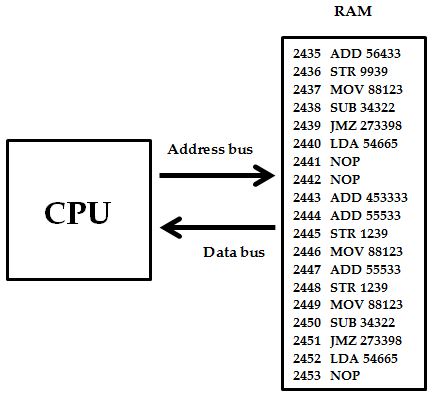 RAM
2435 ADD 56433
2436 STR 9939
2437 MOV 88123
2438 SUB 34322
2439 JMZ 273398
2440 LDA 54665
2441 NOP
2442 NOP
2443 ADD 453333
2444 ADD 55533
2445 STR 1239
2446 MOV 88123
2447 ADD 55533
2448 STR 1239
2449 MOV 88123
2450 SUB 34322
2451 JMZ 273398
2452 LDA 54665
2453 NOP
Address bus
CPU
Data bus